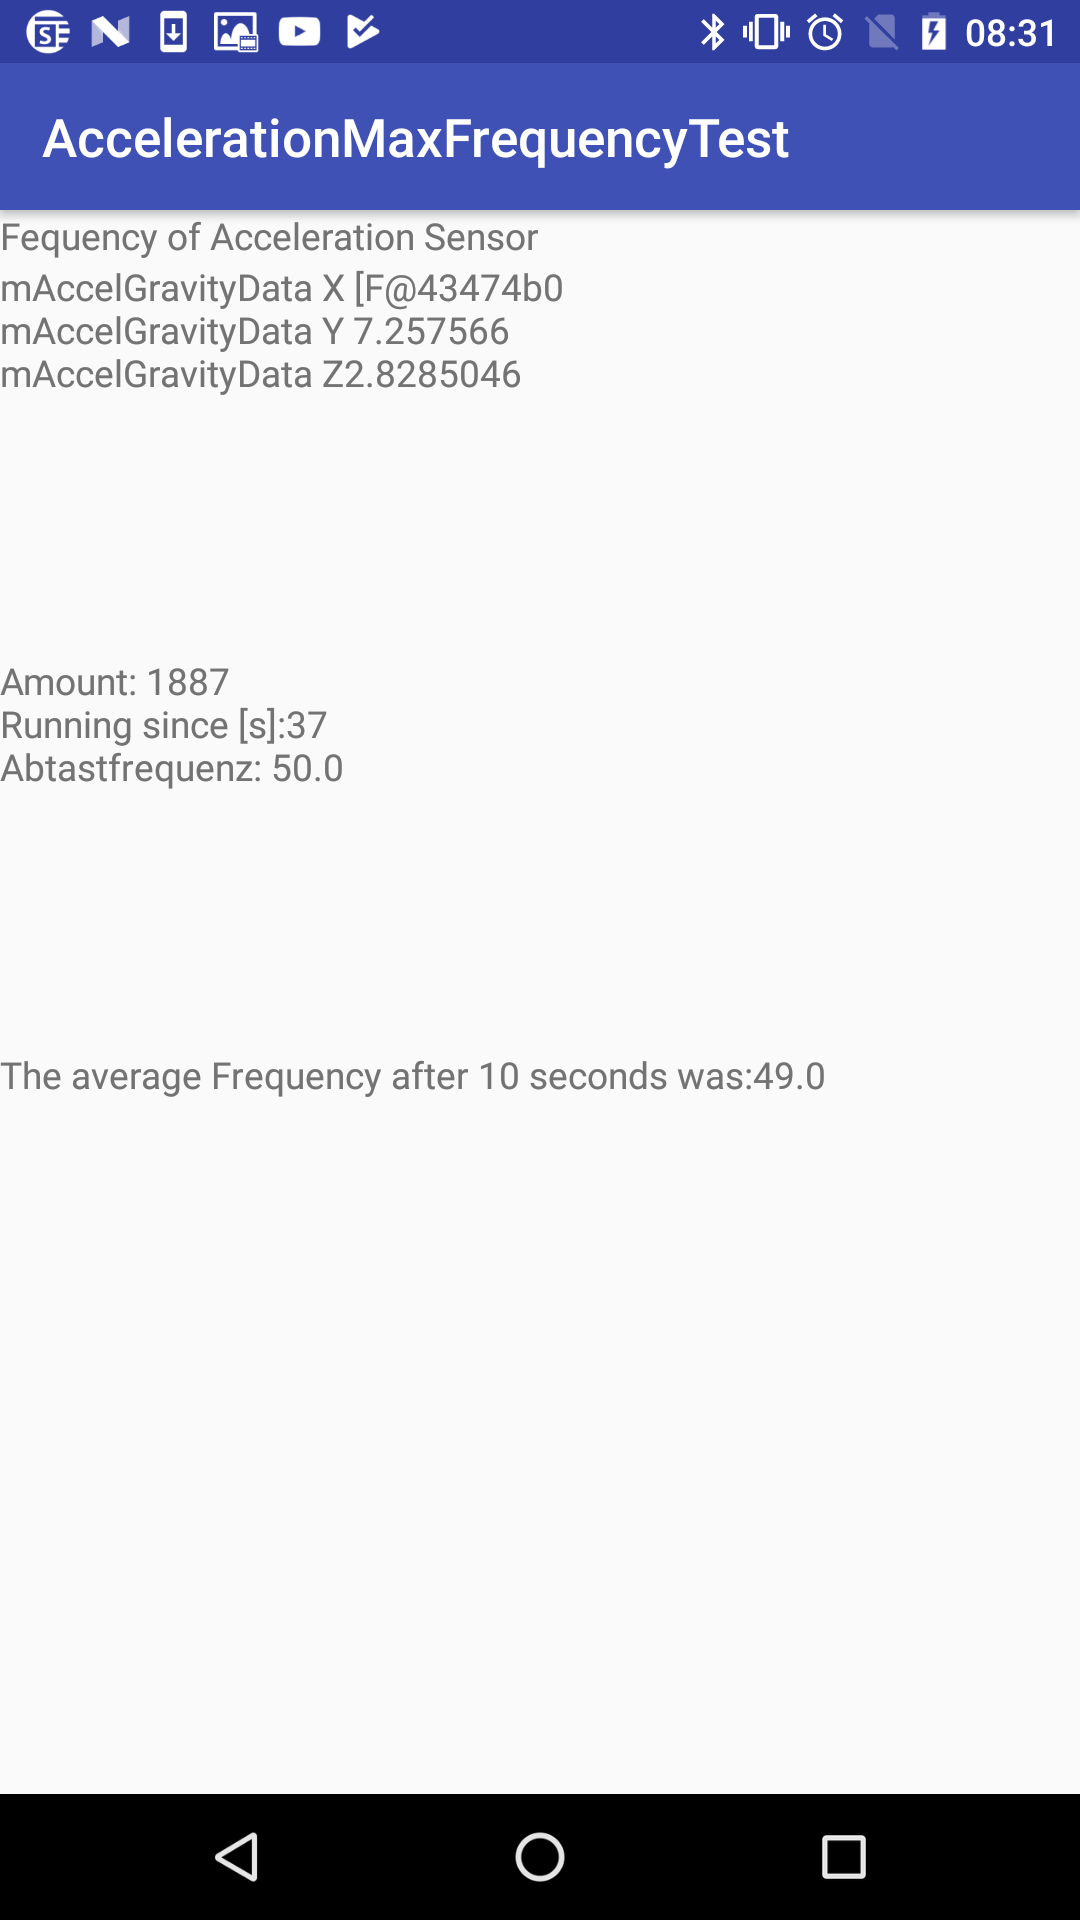 08:31
AccelerationMaxFrequencyTest
Fequency of Acceleration Sensor
mAccelGravityData X [F@43474b0
mAccelGravityData Y 7.257566
mAccelGravityData Z2.8285046
Amount: 1887
Running since [s]:37
Abtastfrequenz: 50.0
The average Frequency after 10 seconds was:49.0